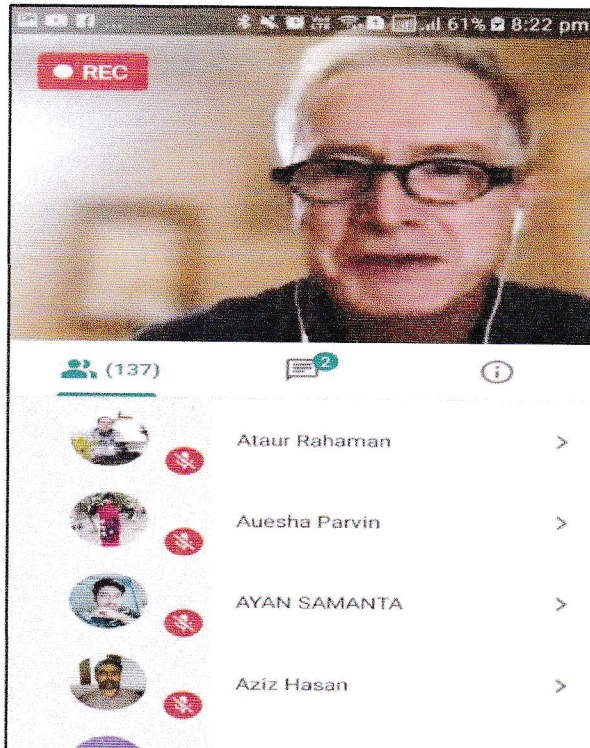 61% 8:22 pm
REC
(137) 2
Ataur Rahaman
Auesha Parvin
AYAN SAMANTA
Aziz Hasan